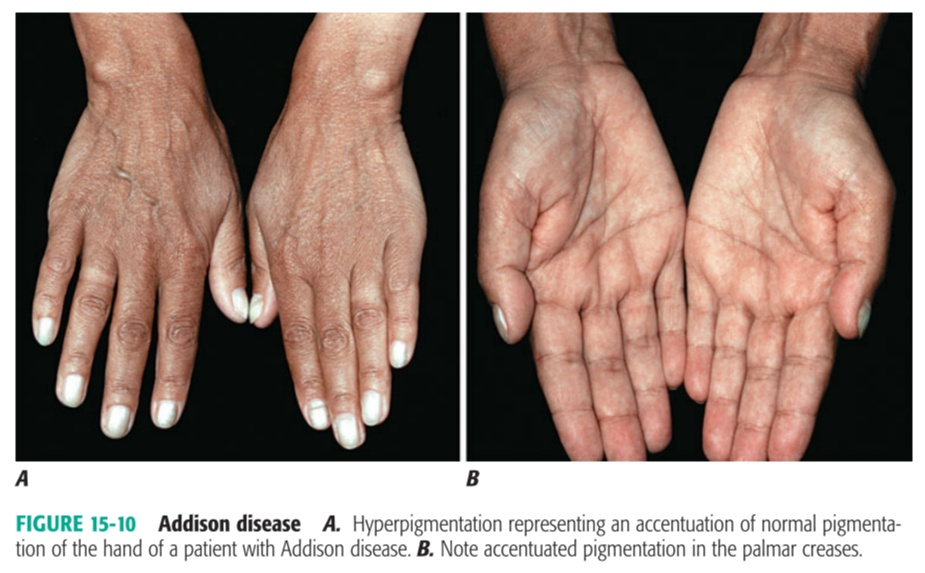 A
B
FIGURE 15-10 Addison disease A. Hyperpigmentation representing an accentuation of normal pigmenta-
tion of the hand of a patient with Addison disease. B. Note accentuated pigmentation in the palmar creases.